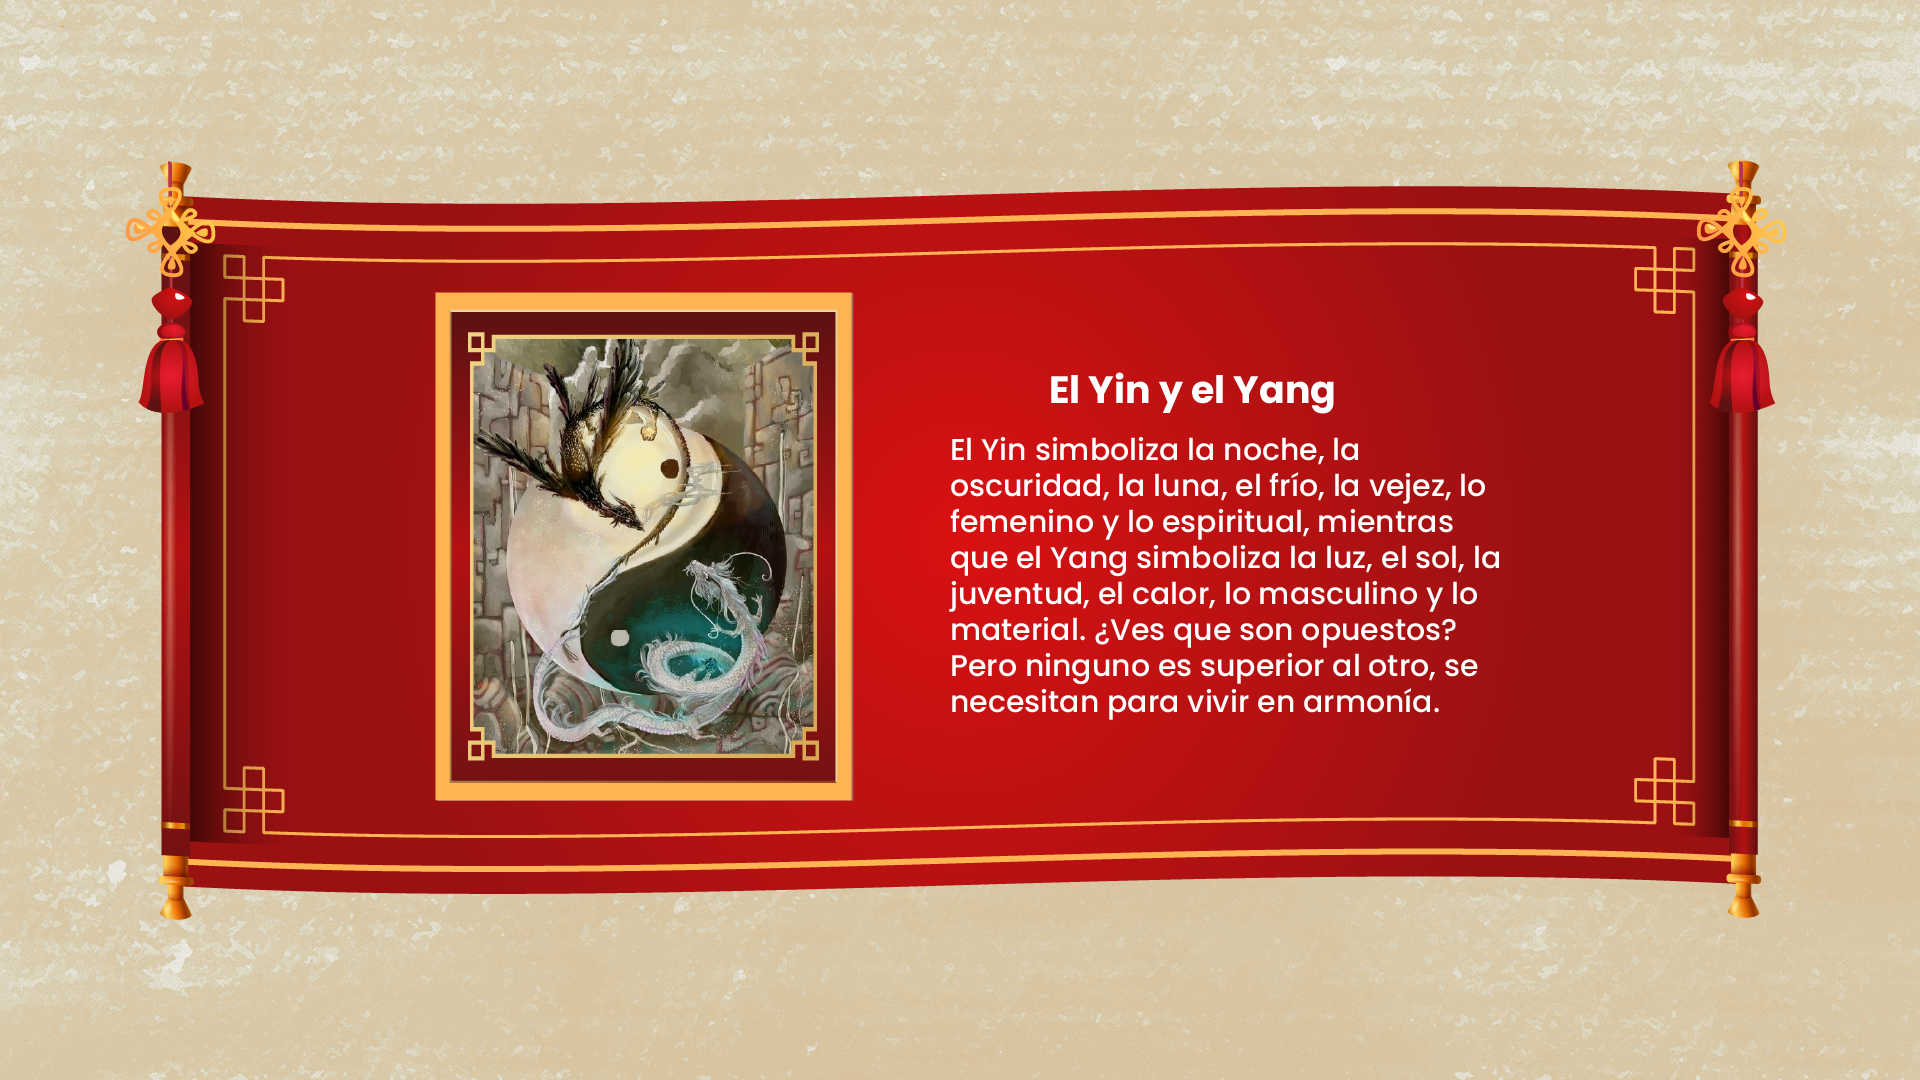 El Yin y el Yang
El Yin simboliza la noche, la
oscuridad, la luna, el frío, la vejez, lo
femenino y lo espiritual, mientras
que el Yang simboliza la luz, el sol, la
juventud, el calor, lo masculino y lo
material. ¿Ves que son opuestos?
Pero ninguno es superior al otro, se
necesitan para vivir en armonía.